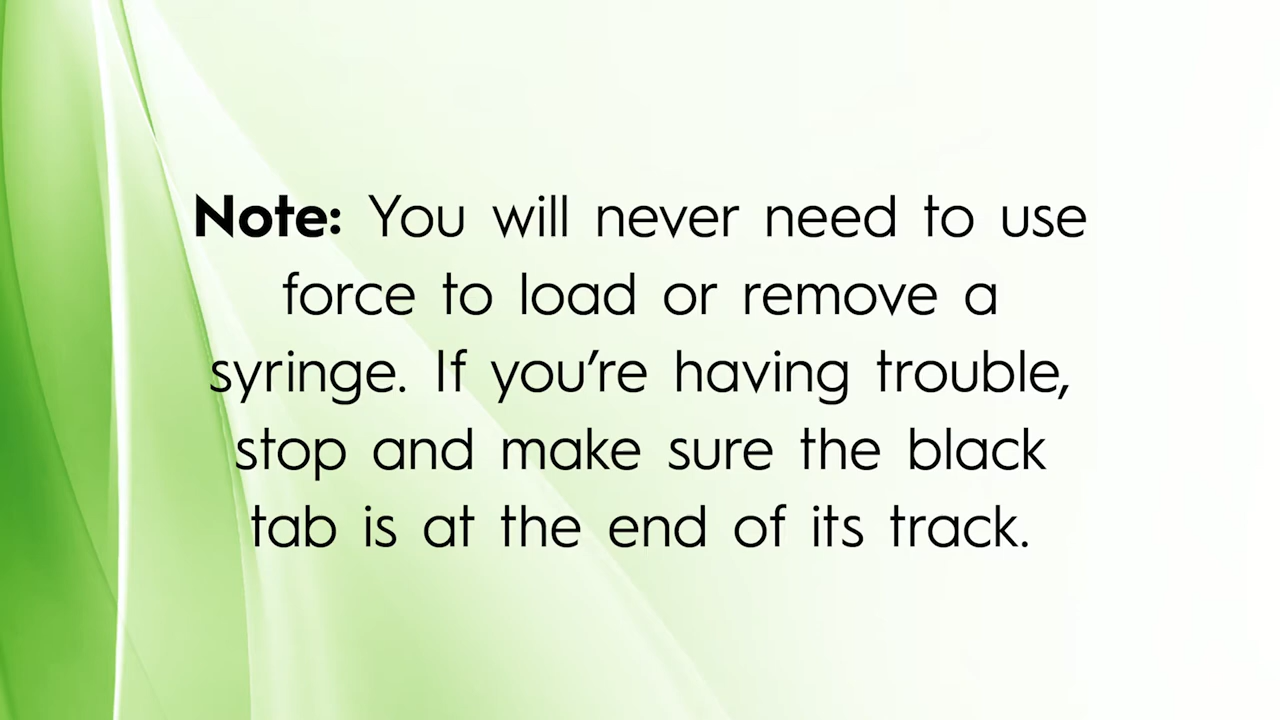 Note: You will never need to use
force to load or remove a
syringe. If you’re having trouble,
stop and make sure the black
tab is at the end of its track.